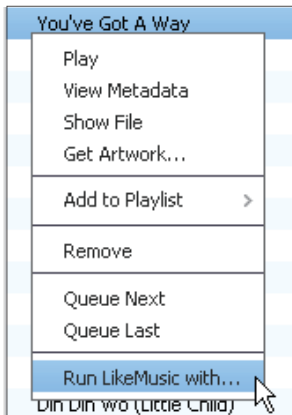 You've Got A Way
Play
View Metadata
Show File
Get Artwork...
Add to Playlist >
Remove
Queue Next
Queue Last
Run LikeMusic with...
Din Din Wo (Little Child)